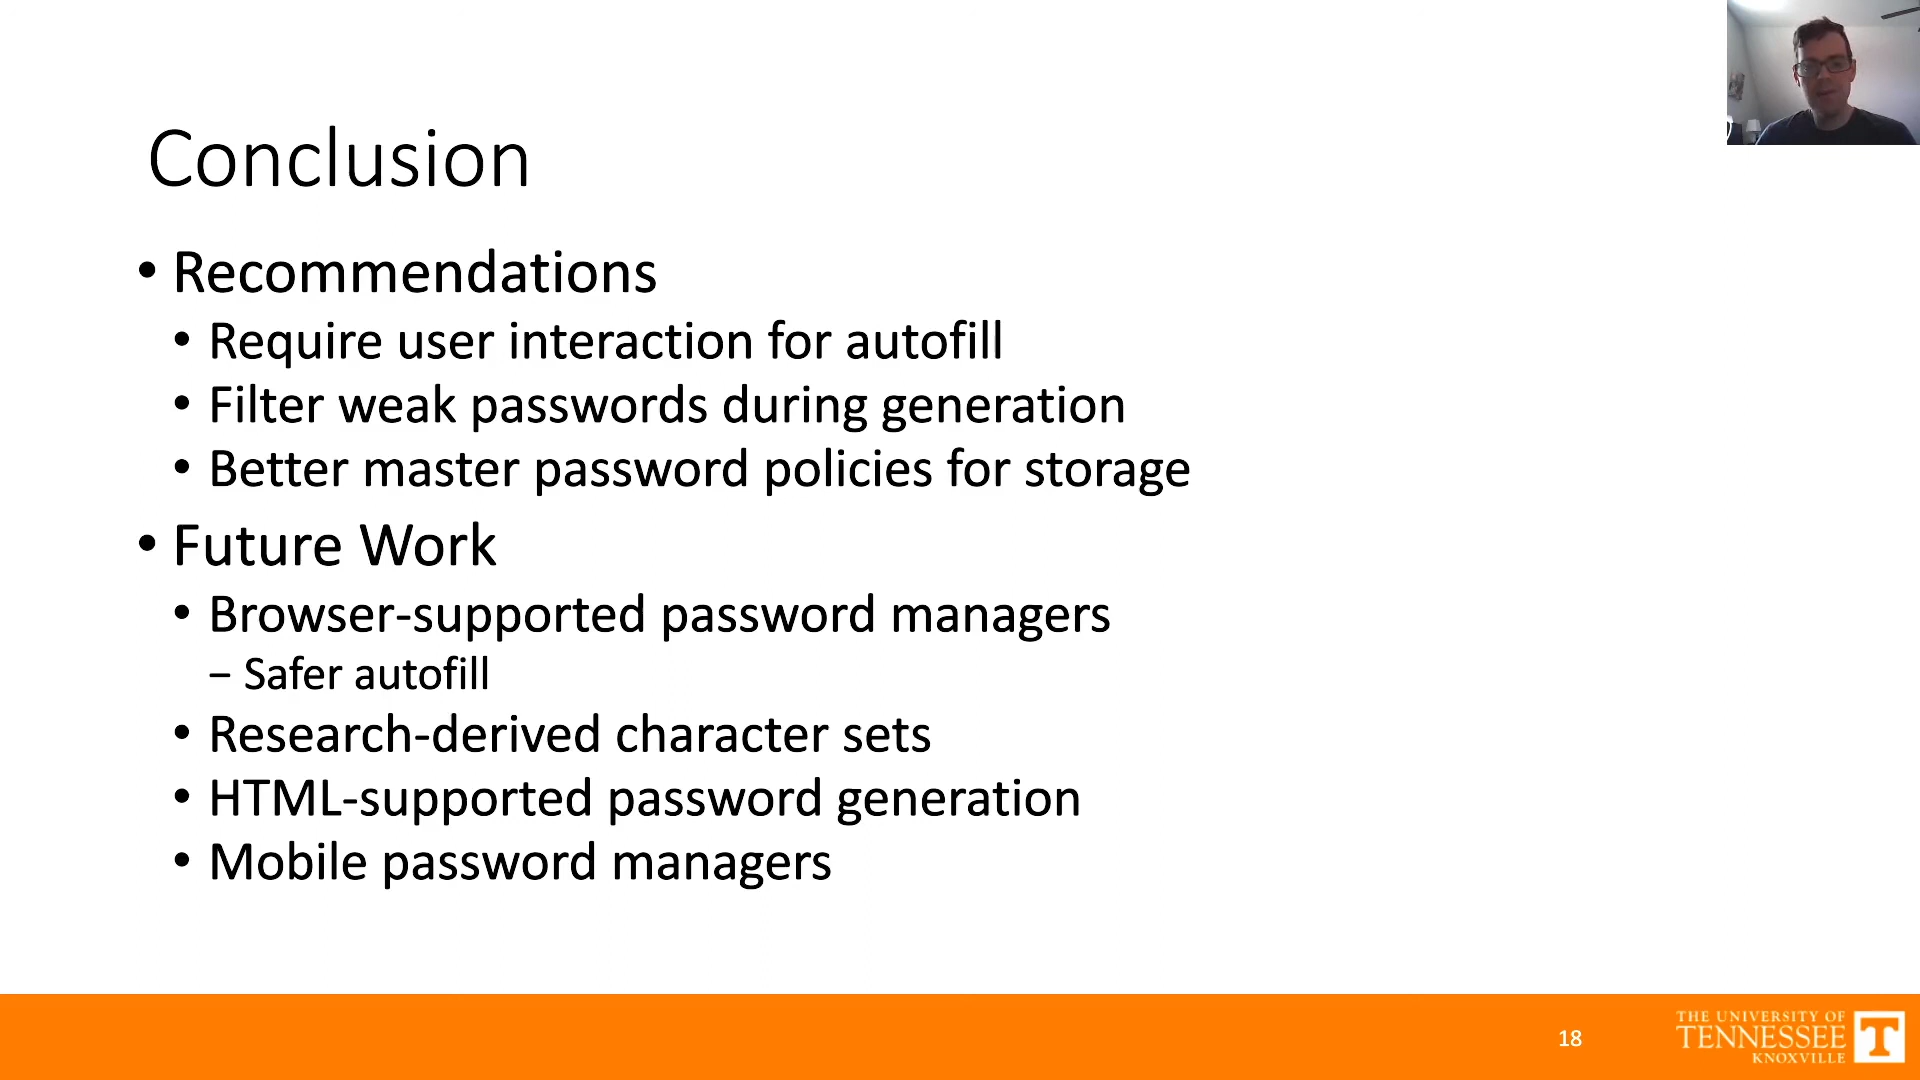 Conclusion
• Recommendations
• Require user interaction for autofill
• Filter weak passwords during generation
• Better master password policies for storage
• Future Work
• Browser-supported password managers
− Safer autofill
• Research-derived character sets
• HTML-supported password generation
• Mobile password managers
18
THE UNIVERSITY OF
TENNESSEE
KNOXVILLE
T